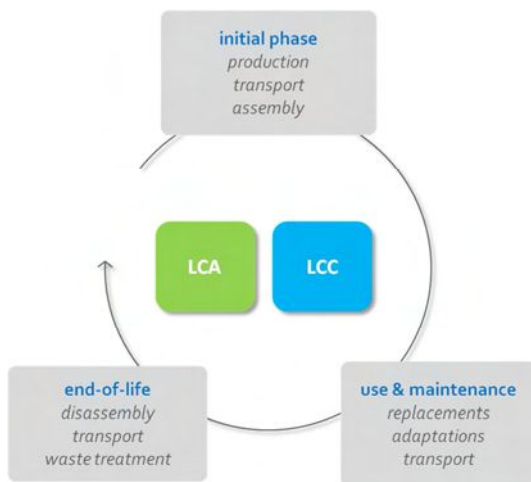 initial phase
production
transport
assembly
LCA
LCC
end-of-life
disassembly
transport
waste treatment
use & maintenance
replacements
adaptations
transport